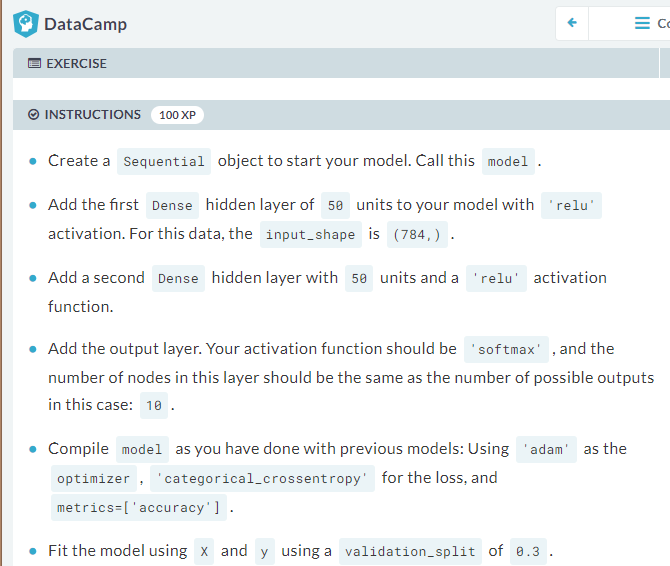 DataCamp
Co
EXERCISE
INSTRUCTIONS 100 XP
Create a Sequential object to start your model. Call this model .
Add the first Dense hidden layer of 50 units to your model with 'relu'
activation. For this data, the input_shape is (784,) .
Add a second Dense hidden layer with 50 units and a 'relu' activation
function.
Add the output layer. Your activation function should be 'softmax' , and the
number of nodes in this layer should be the same as the number of possible outputs
in this case: 10 .
Compile model as you have done with previous models: Using 'adam' as the
optimizer , 'categorical_crossentropy' for the loss, and
metrics=['accuracy'] .
Fit the model using X and y using a validation_split of 0.3 .